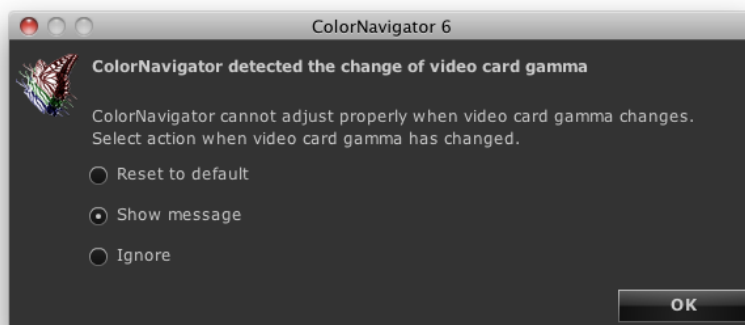 ColorNavigator 6
ColorNavigator detected the change of video card gamma
ColorNavigator cannot adjust properly when video card gamma changes.
Select action when video card gamma has changed.
Reset to default
Show message
Ignore
OK